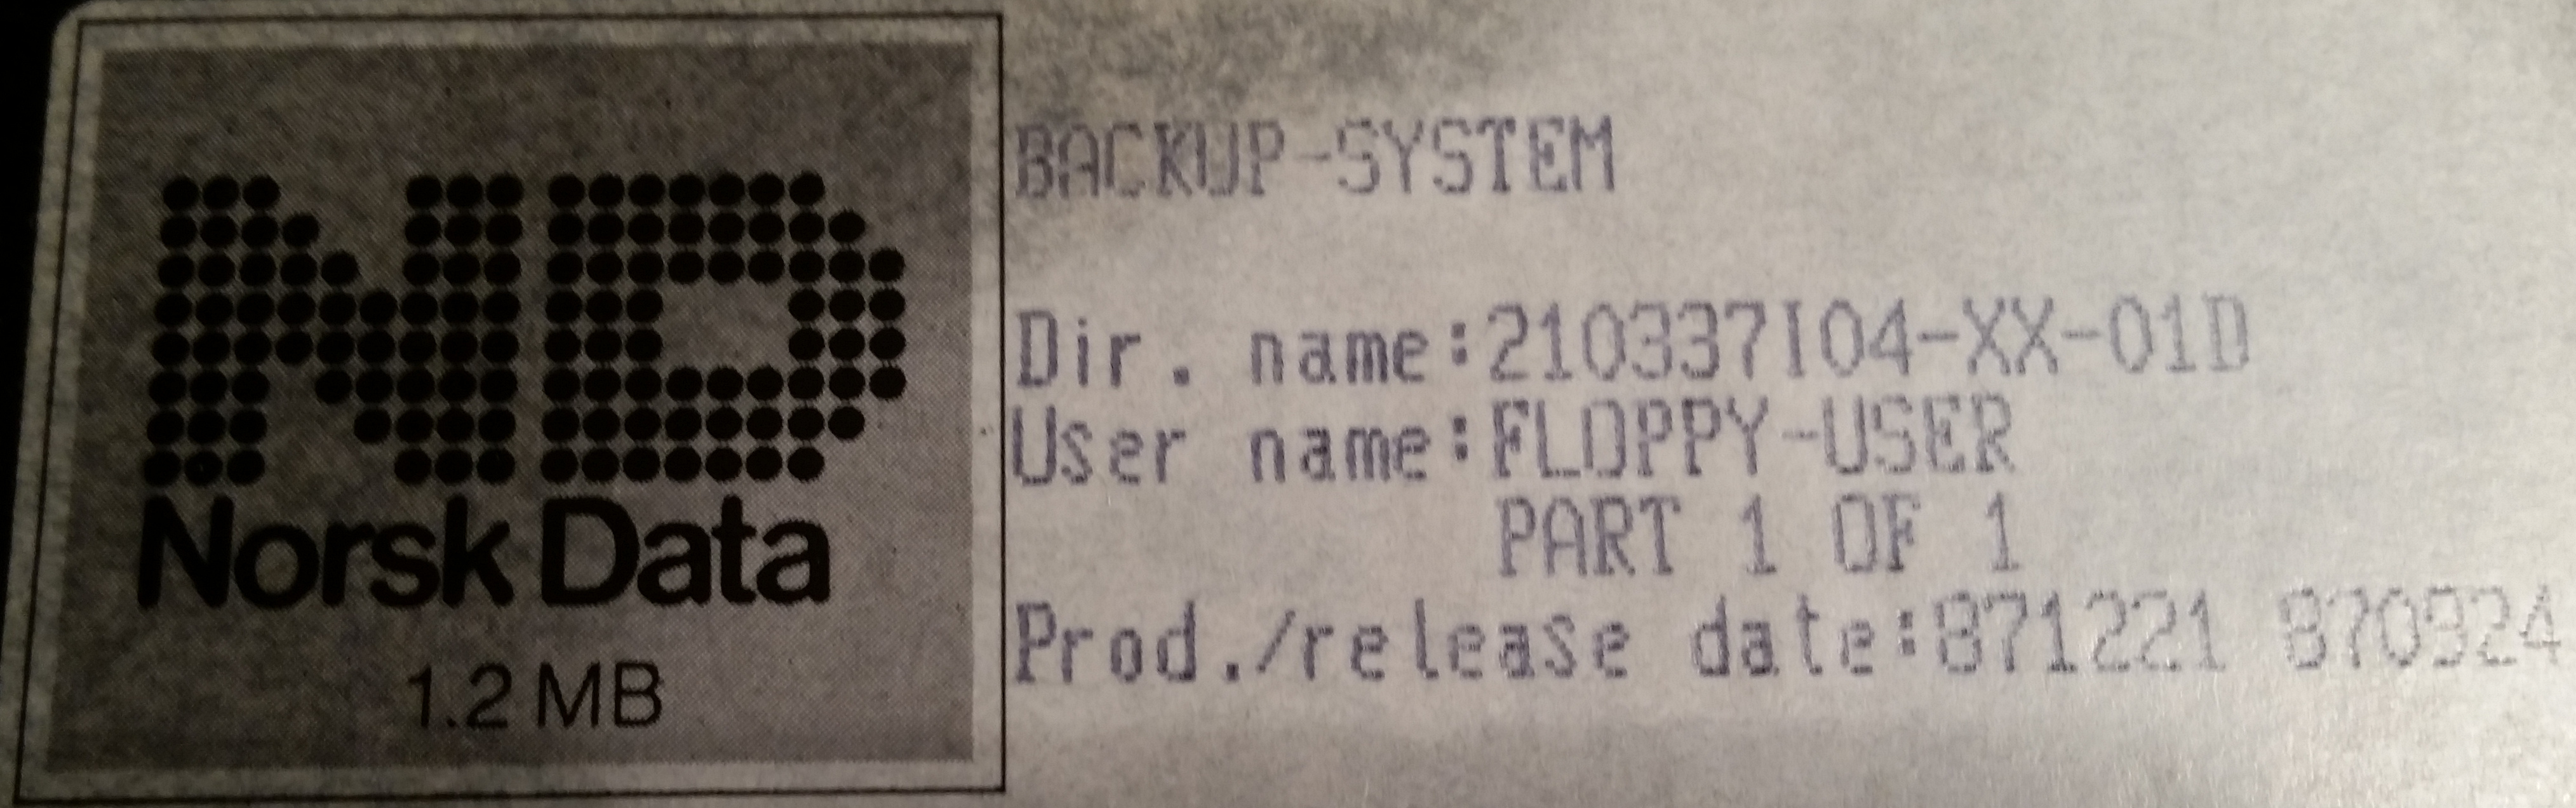 ND
Norsk Data
1.2 MB
BACKUP-SYSTEM
Dir. name:210337I04-XX-01D
User name:FLOPPY-USER
PART 1 OF 1
Prod./release date:871221 870924